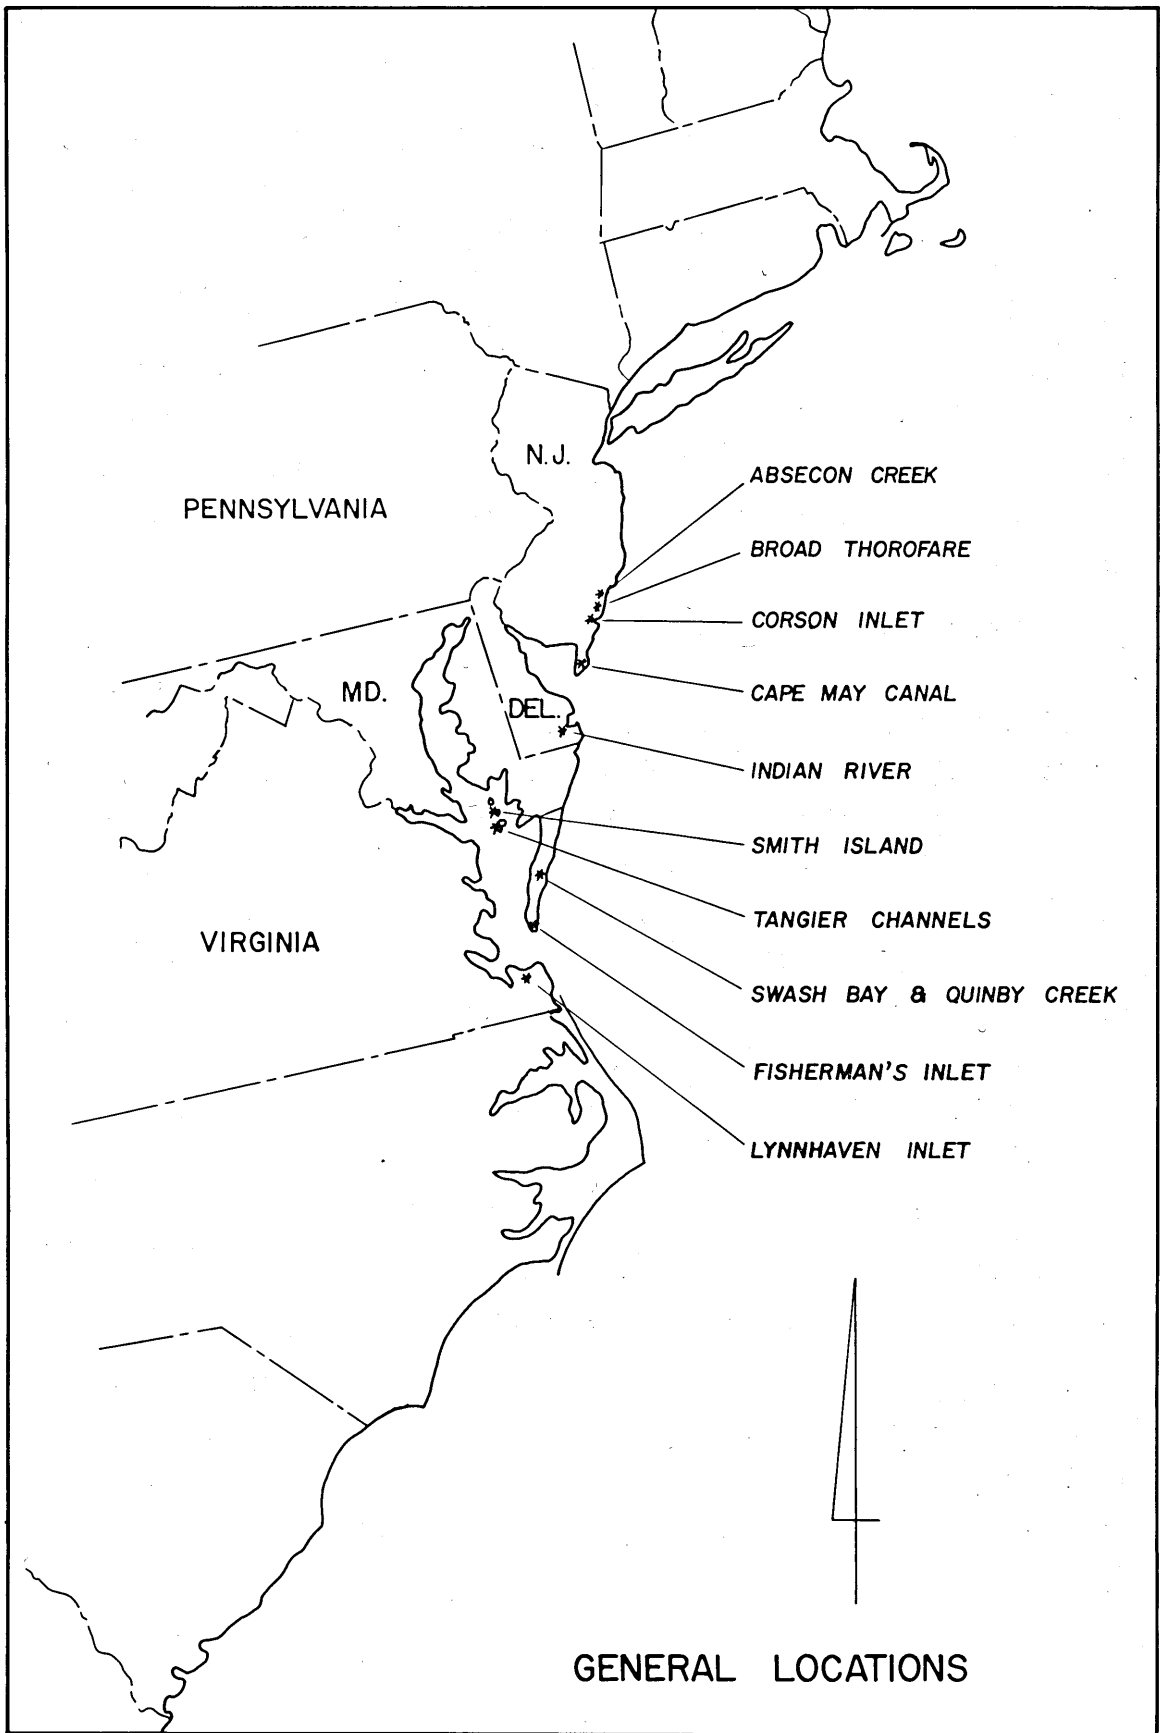 N.J.
ABSECON CREEK
PENNSYLVANIA
BROAD THOROFARE
CORSON INLET
MD.
DEL.
CAPE MAY CANAL
INDIAN RIVER
SMITH ISLAND
TANGIER CHANNELS
VIRGINIA
SWASH BAY & QUINBY CREEK
FISHERMAN'S INLET
LYNNHAVEN INLET
GENERAL LOCATIONS